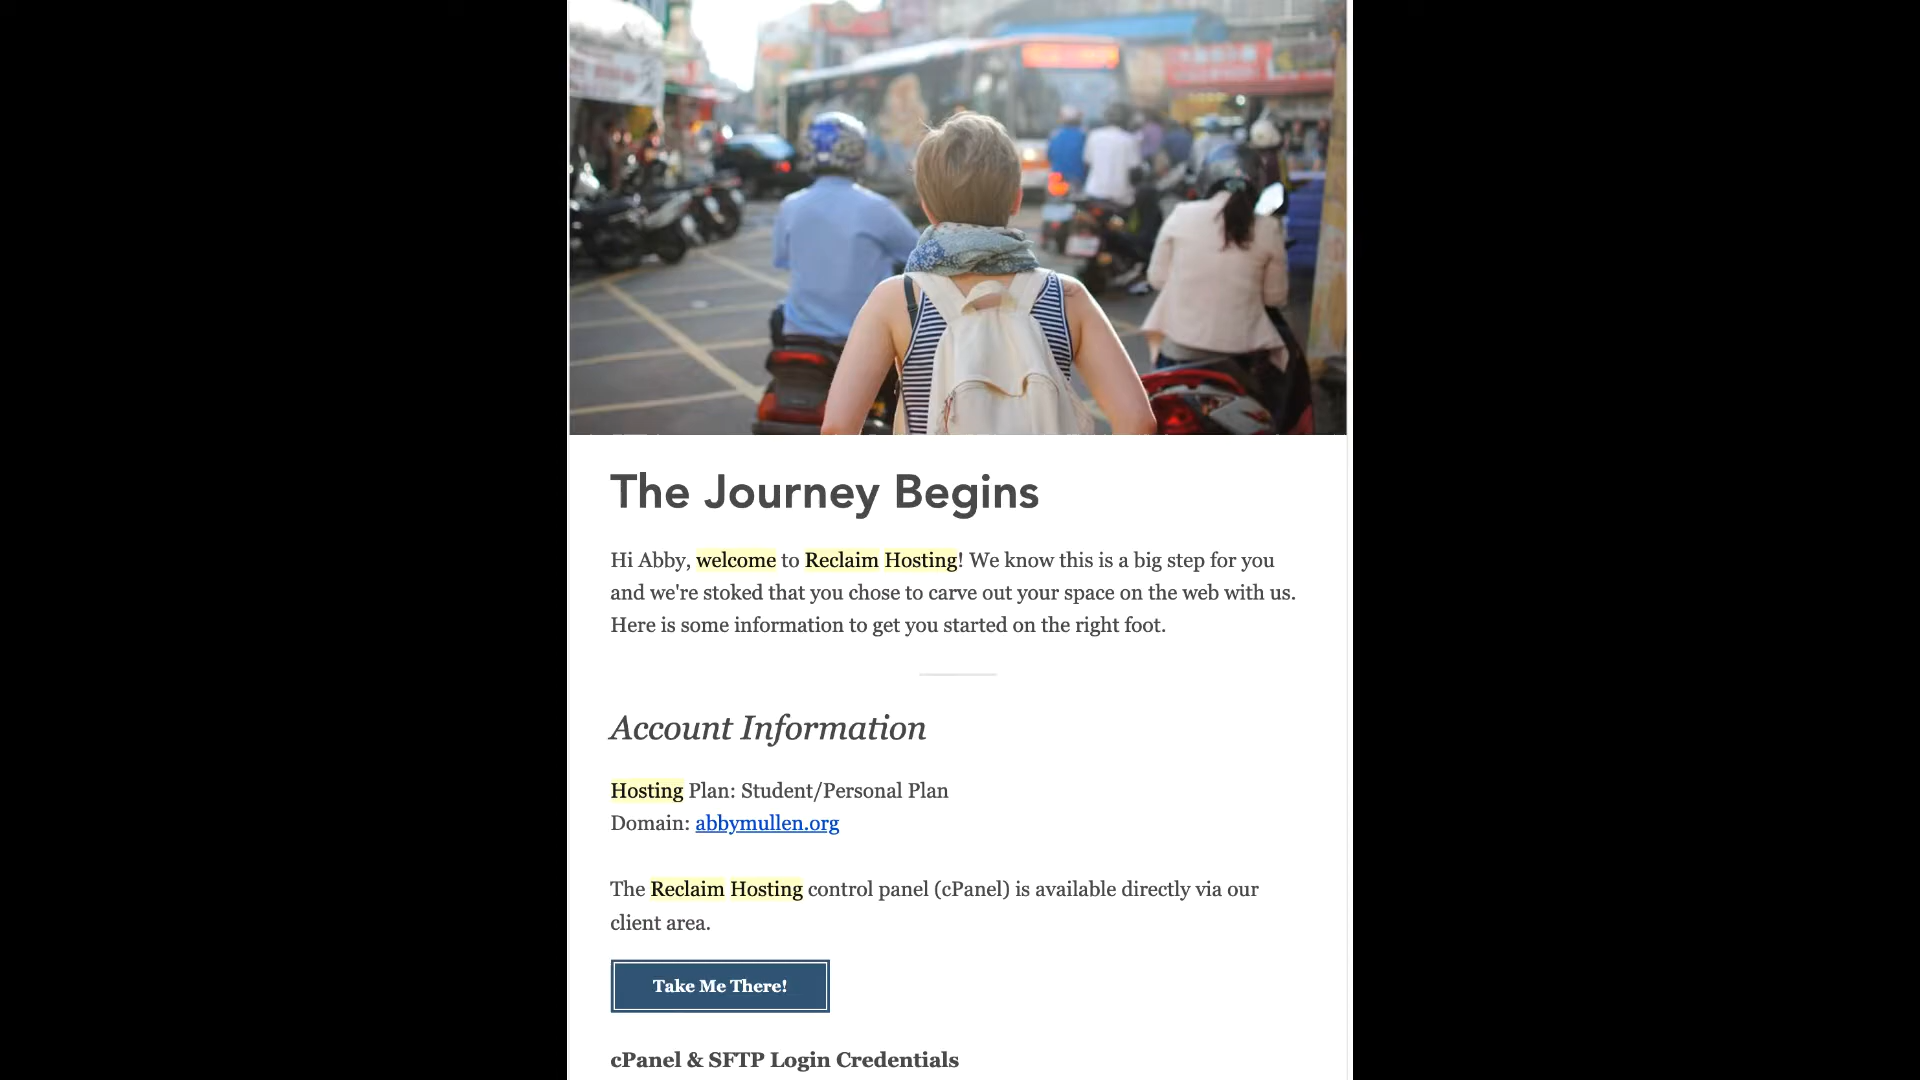 The Journey Begins
Hi Abby, welcome to Reclaim Hosting! We know this is a big step for you
and we're stoked that you chose to carve out your space on the web with us.
Here is some information to get you started on the right foot.
Account Information
Hosting Plan: Student/Personal Plan
Domain: abbymullen.org
The Reclaim Hosting control panel (cPanel) is available directly via our
client area.
Take Me There!
cPanel & SFTP Login Credentials